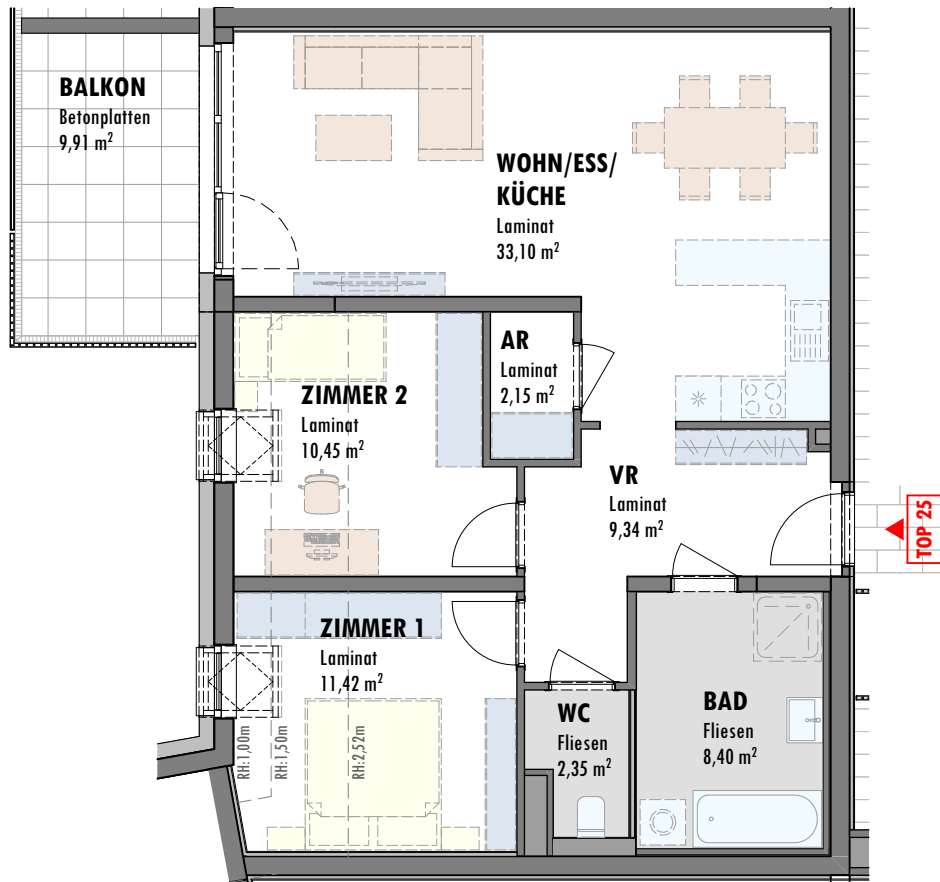 BALKON
Betonplatten
9,91 m²
WOHN/ESS/
KÜCHE
Laminat
33,10 m²
AR
Laminat
2,15 m²
ZIMMER 2
Laminat
10,45 m²
VR
Laminat
9,34 m²
TOP 25
ZIMMER 1
Laminat
11,42 m²
RH:1,00m
RH:1,50m
RH:2,52m
WC
Fliesen
2,35 m²
BAD
Fliesen
8,40 m²